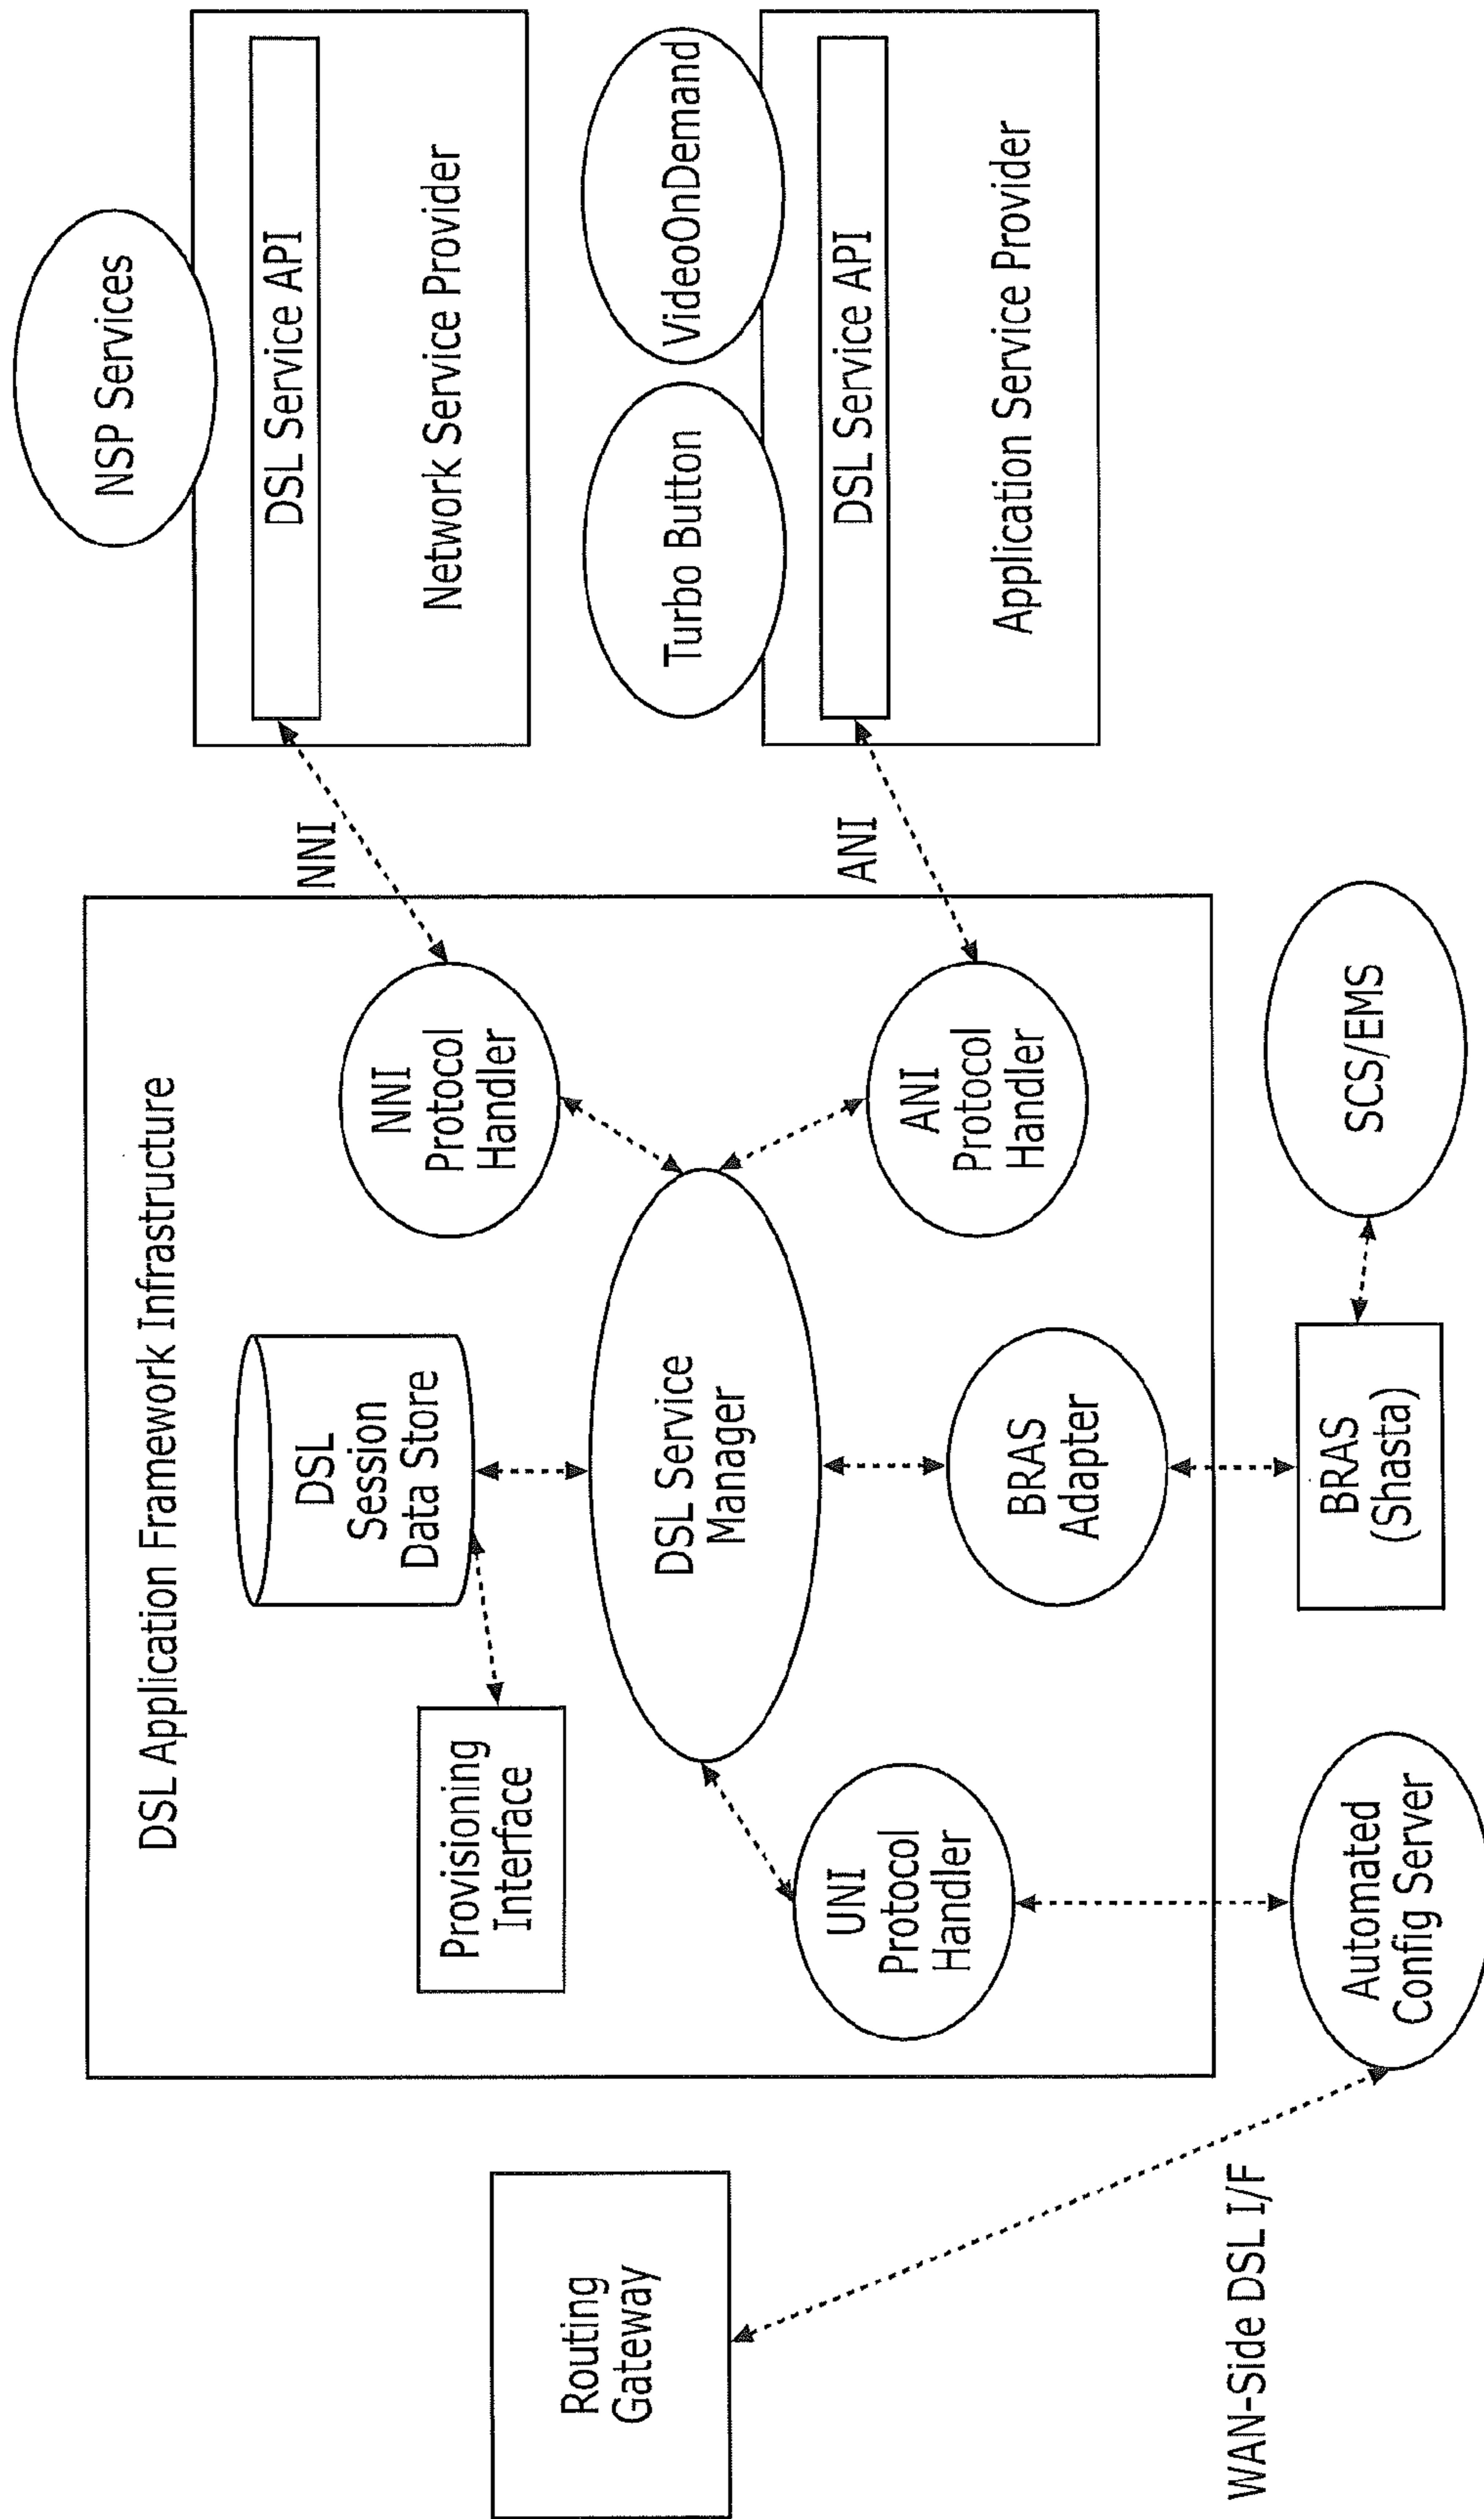 DSL Application Framework Infrastructure
NSP Services
DSL Service API
Network Service Provider
NNI
Provisioning
Interface
DSL
Session
Data Store
NNI
Protocol
Handler
Turbo Button
VideoOnDemand
DSL Service API
Application Service Provider
ANI
Routing
Gateway
DSL Service
Manager
UNI
Protocol
Handler
BRAS
Adapter
ANI
Protocol
Handler
WAN-Side DSL I/F
Automated
Config Server
BRAS
(Shasta)
SCS/EMS